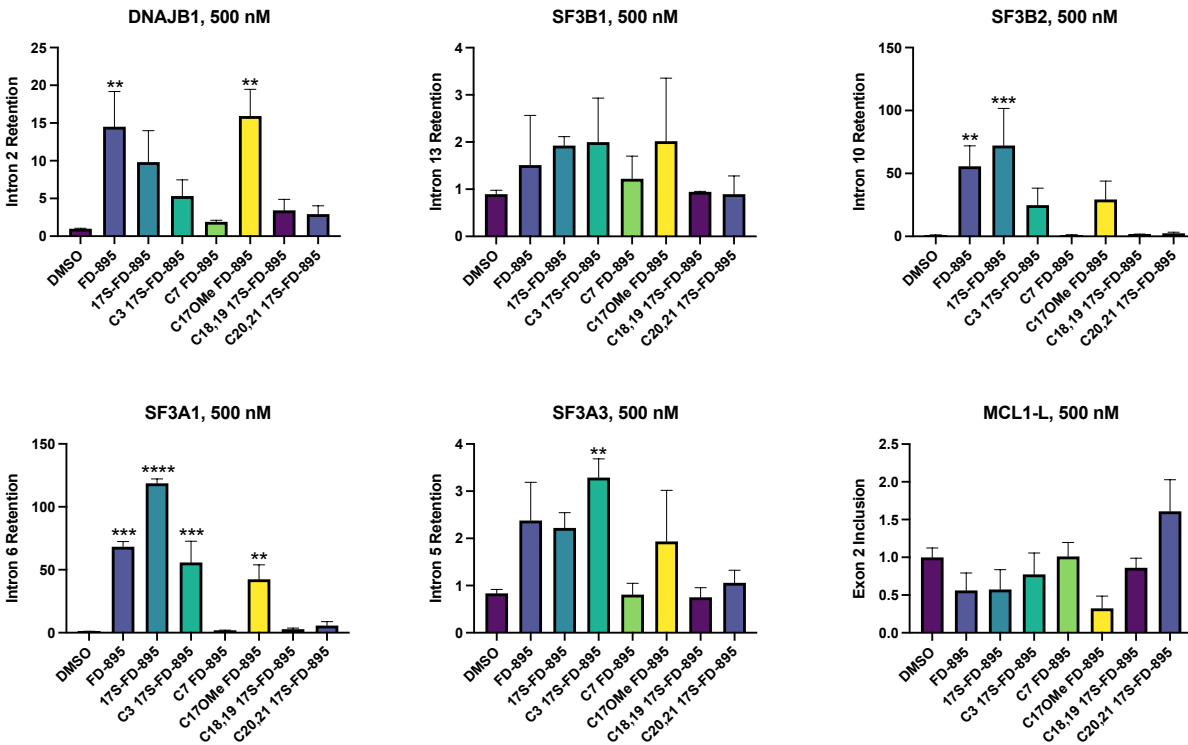 DNAJB1, 500 nM
Intron 2 Retention
25
20
15
10
5
0
**
**
DMSO
FD-895
17S-FD-895
C3 17S-FD-895
C7 FD-895
C17OMe FD-895
C18,19 17S-FD-895
C20,21 17S-FD-895
SF3B1, 500 nM
Intron 13 Retention
4
3
2
1
0
DMSO
FD-895
17S-FD-895
C3 17S-FD-895
C7 FD-895
C17OMe FD-895
C18,19 17S-FD-895
C20,21 17S-FD-895
SF3B2, 500 nM
Intron 10 Retention
150
100
50
0
**
***
DMSO
FD-895
17S-FD-895
C3 17S-FD-895
C7 FD-895
C17OMe FD-895
C18,19 17S-FD-895
C20,21 17S-FD-895
SF3A1, 500 nM
Intron 6 Retention
150
100
50
0
***
****
***
**
DMSO
FD-895
17S-FD-895
C3 17S-FD-895
C7 FD-895
C17OMe FD-895
C18,19 17S-FD-895
C20,21 17S-FD-895
SF3A3, 500 nM
Intron 5 Retention
4
3
2
1
0
**
DMSO
FD-895
17S-FD-895
C3 17S-FD-895
C7 FD-895
C17OMe FD-895
C18,19 17S-FD-895
C20,21 17S-FD-895
MCL1-L, 500 nM
Exon 2 Inclusion
2.5
2.0
1.5
1.0
0.5
0.0
DMSO
FD-895
17S-FD-895
C3 17S-FD-895
C7 FD-895
C17OMe FD-895
C18,19 17S-FD-895
C20,21 17S-FD-895